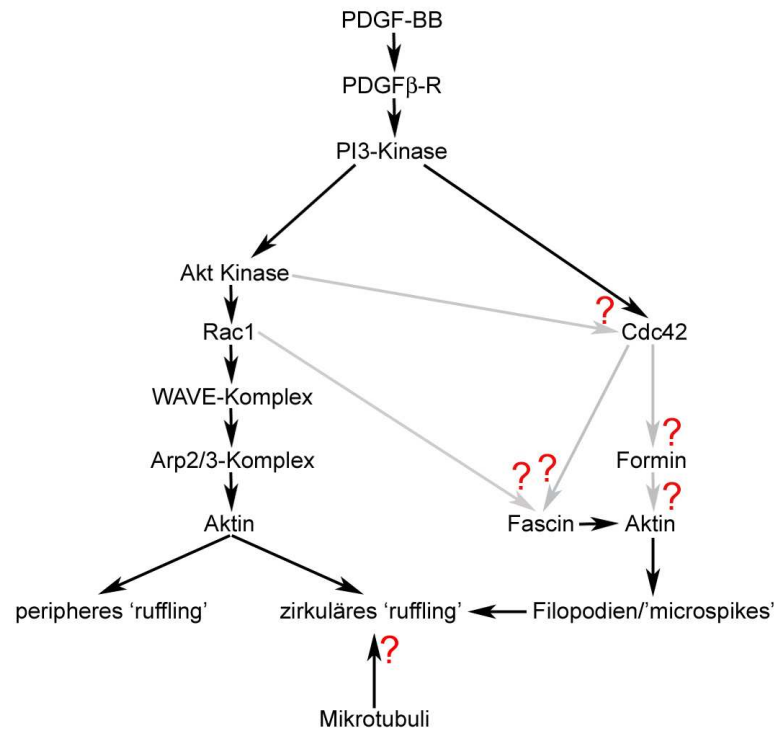 PDGF-BB
PDGFβ-R
PI3-Kinase
Akt Kinase
?
Rac1
Cdc42
WAVE-Komplex
Arp2/3-Komplex
? ?
?
Formin
?
Aktin
Fascin
Aktin
peripheres ‘ruffling’
zirkuläres ‘ruffling’
Filopodien/’microspikes’
?
Mikrotubuli